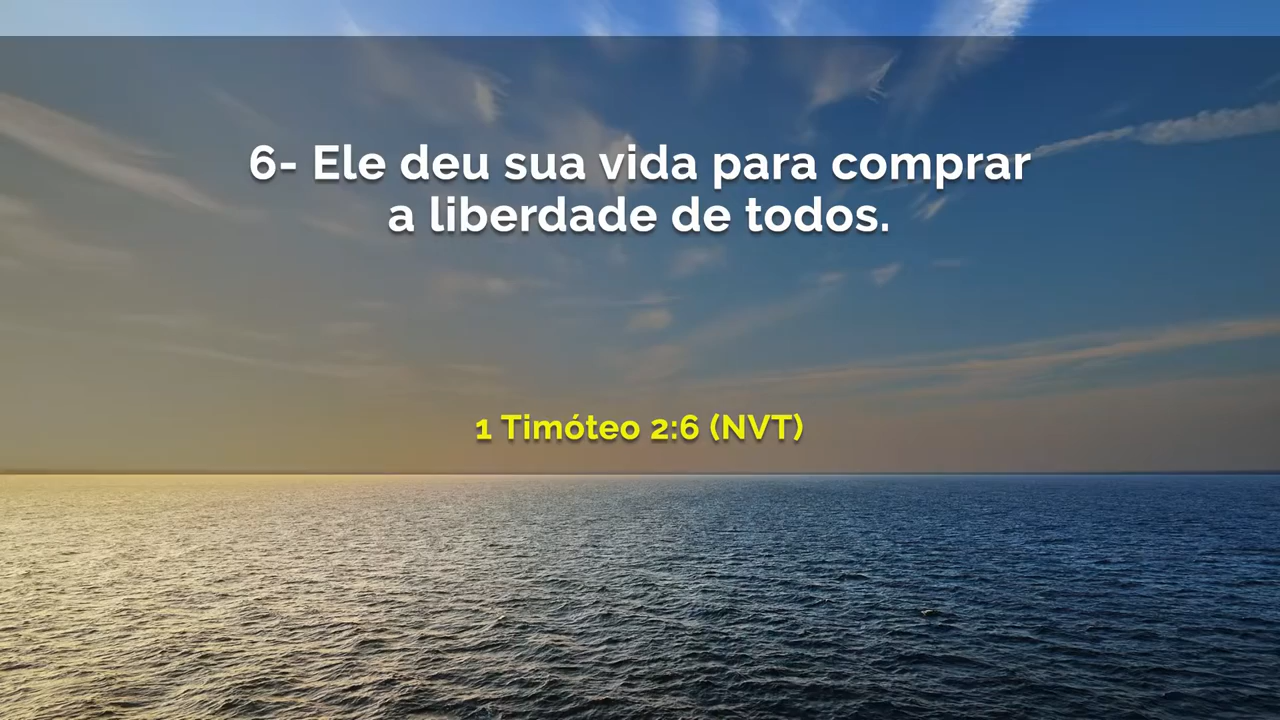 6- Ele deu sua vida para comprar
a liberdade de todos.
1 Timóteo 2:6 (NVT)